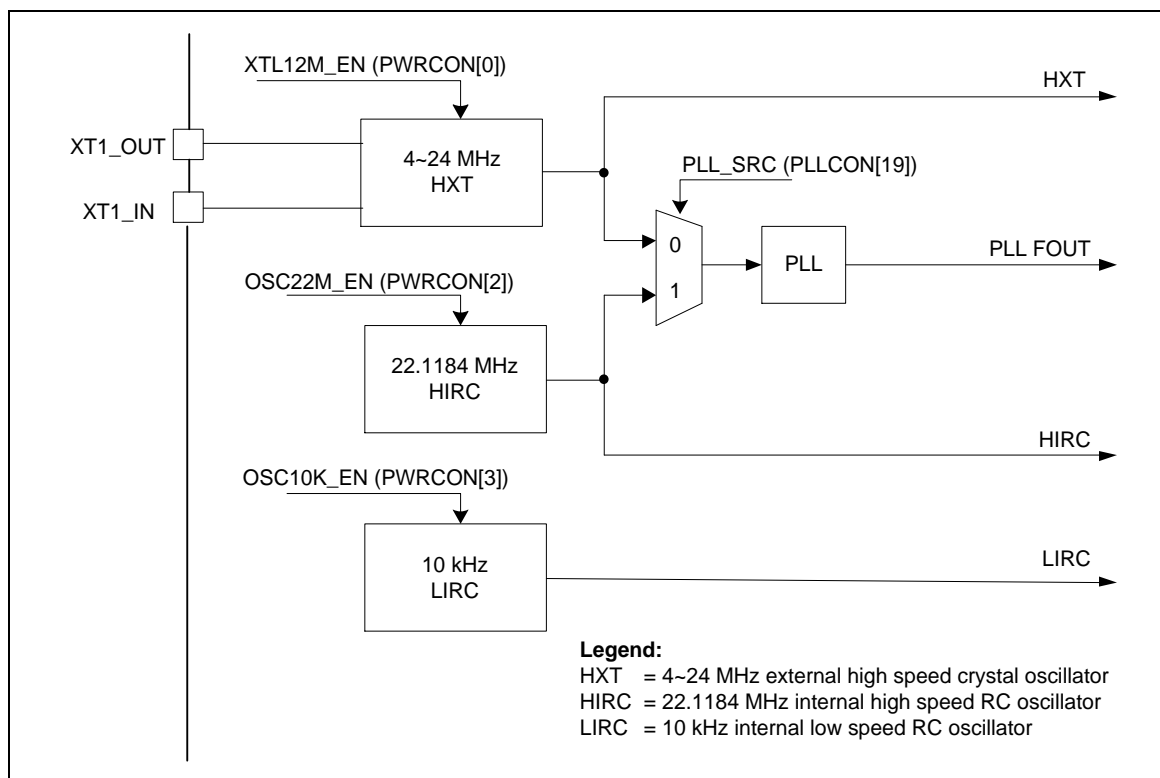 XTL12M_EN (PWRCON[0])
HXT
XT1_OUT
4~24 MHz
HXT
PLL_SRC (PLLCON[19])
XT1_IN
0
PLL
PLL FOUT
1
OSC22M_EN (PWRCON[2])
22.1184 MHz
HIRC
HIRC
OSC10K_EN (PWRCON[3])
10 kHz
LIRC
LIRC
Legend:
HXT = 4~24 MHz external high speed crystal oscillator
HIRC = 22.1184 MHz internal high speed RC oscillator
LIRC = 10 kHz internal low speed RC oscillator